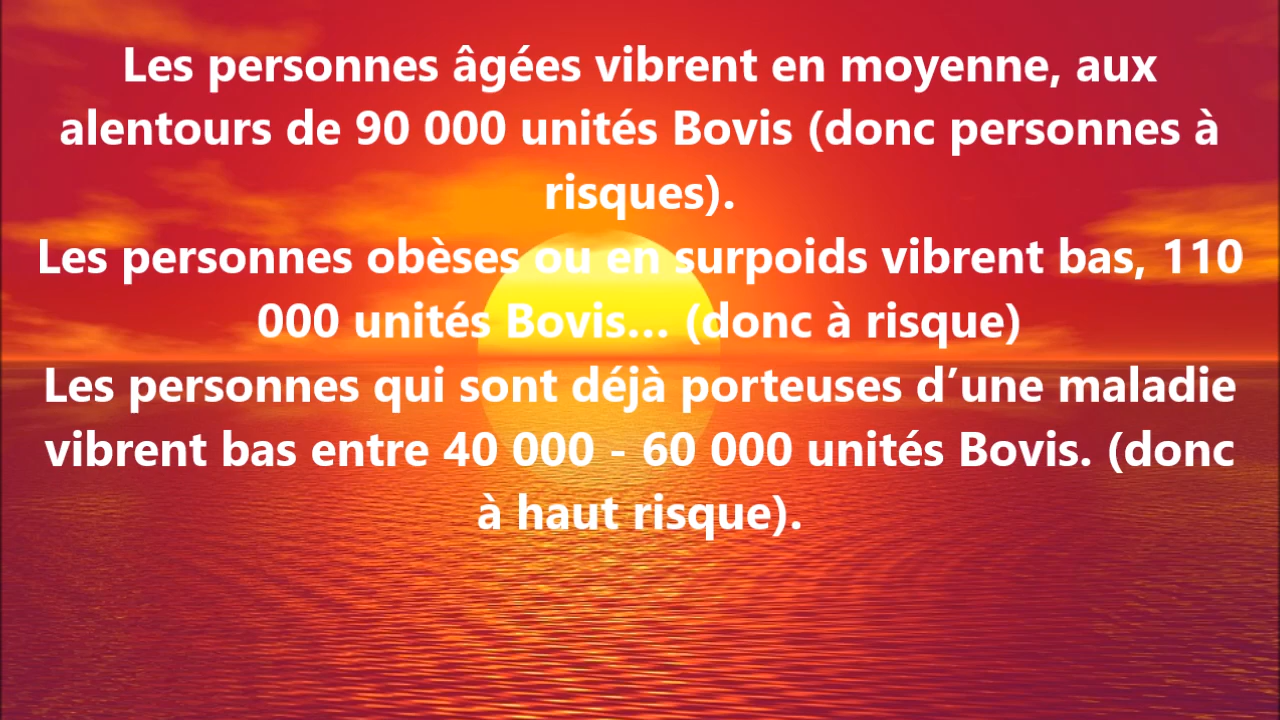 Les personnes âgées vibrent en moyenne, aux
alentours de 90 000 unités Bovis (donc personnes à
risques).
Les personnes obèses ou en surpoids vibrent bas, 110
000 unités Bovis... (donc à risque)
Les personnes qui sont déjà porteuses d’une maladie
vibrent bas entre 40 000 - 60 000 unités Bovis. (donc
à haut risque).